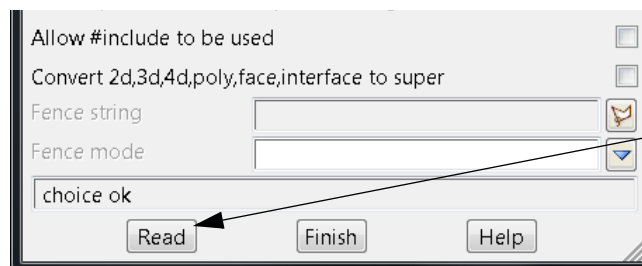 Allow #include to be used
Convert 2d,3d,4d,poly,face,interface to super
Fence string
Fence mode
choice ok
Read Finish Help